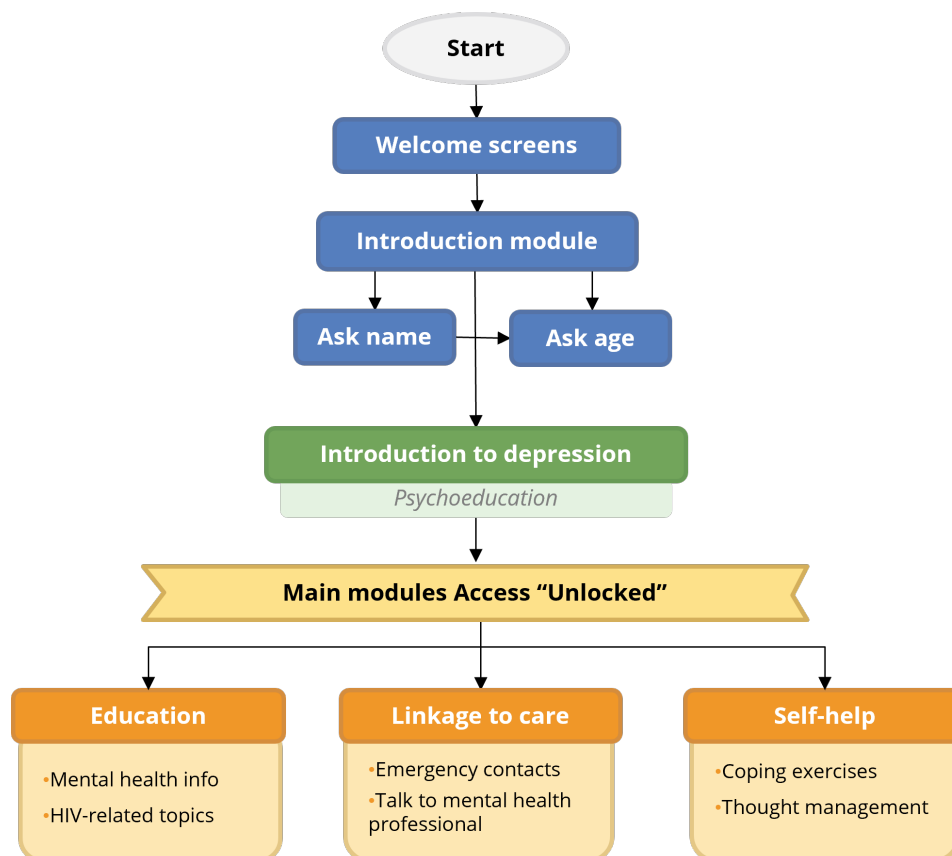 Start
Welcome screens
Introduction module
Ask name
Ask age
Introduction to depression
Psychoeducation
Main modules Access “Unlocked”
Education
•Mental health info
•HIV-related topics
Linkage to care
•Emergency contacts
•Talk to mental health
professional
Self-help
•Coping exercises
•Thought management